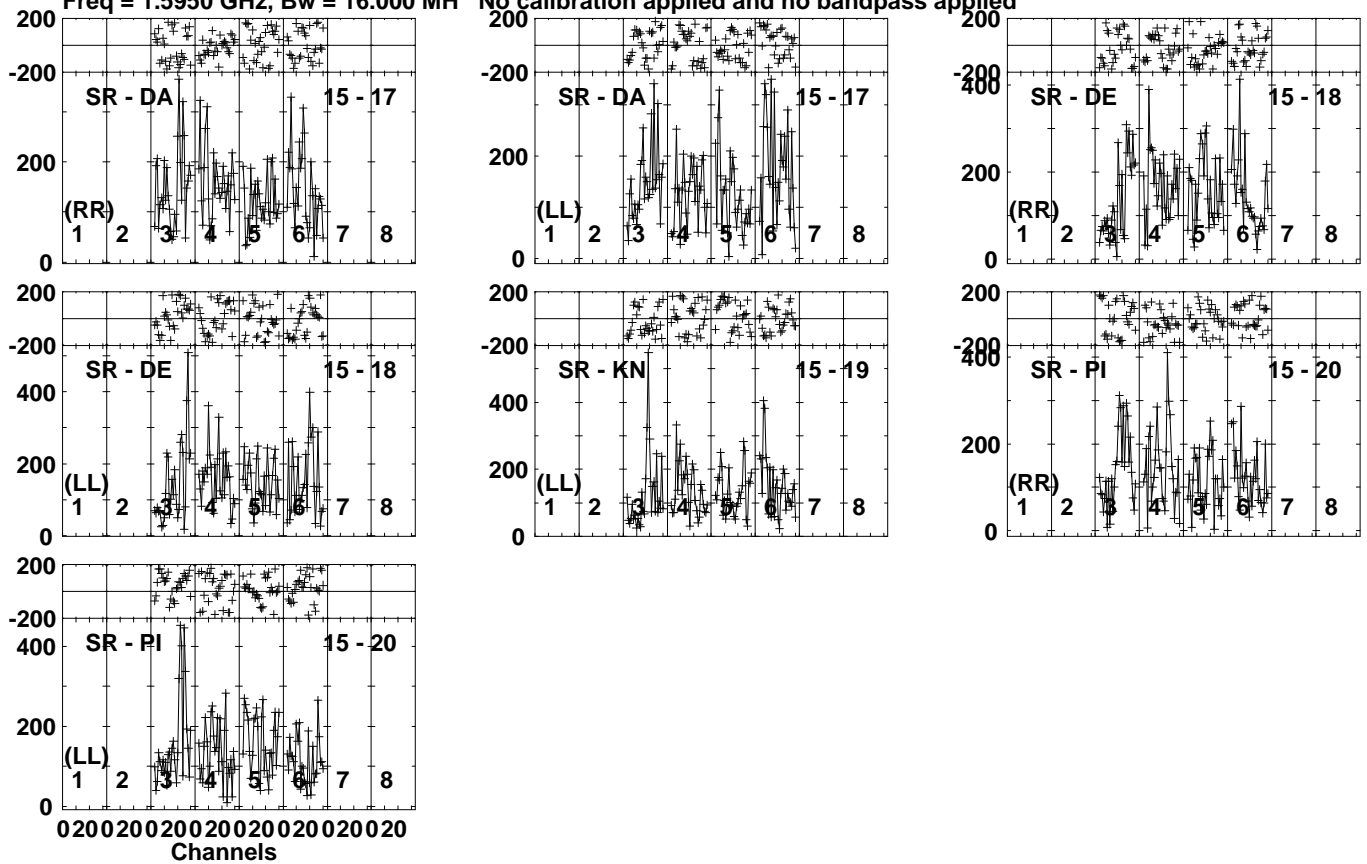 Freq = 1.5950 GHz, Bw = 16.000 MH No calibration applied and no bandpass applied
200 200 200
-200 -200
SR - DA 15 - 17 SR - DA 15 - 17 400 SR - DE 15 - 18
200 200 200
(RR) (LL) (RR)
1 2 3 4 5 6 7 8 1 2 3 4 5 6 7 8 1 2 3 4 5 6 7 8
0 0 0
200 200 200
-200 -200 -200
SR - DE 15 - 18 SR - KN 15 - 19 400 SR - PI 15 - 20
400 400
200 200 200
(LL) (LL) (RR)
1 2 3 4 5 6 7 8 1 2 3 4 5 6 7 8 1 2 3 4 5 6 7 8
0 0 0
200
-200
SR - PI 15 - 20
400
200
(LL)
1 2 3 4 5 6 7 8
0
0 20 0 20 0 20 0 20 0 20 0 20 0 20 0 20
Channels